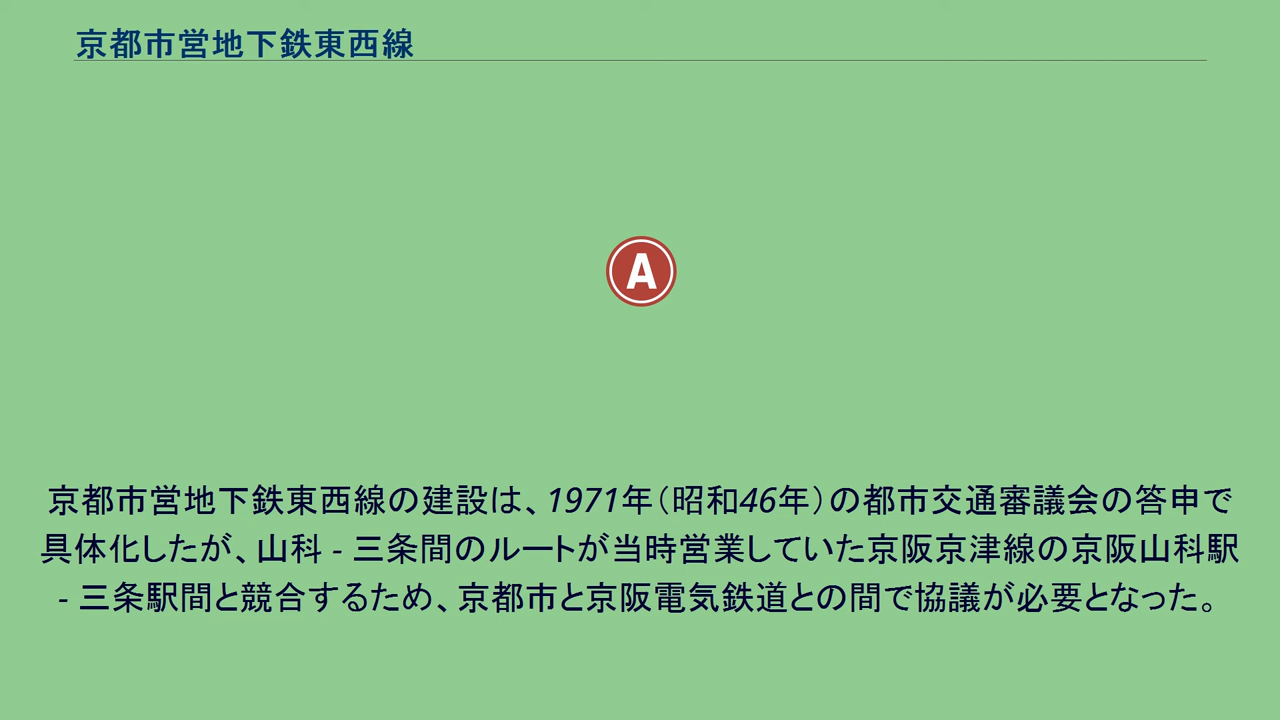 京都市営地下鉄東西線
A
京都市営地下鉄東西線の建設は、1971年（昭和46年）の都市交通審議会の答申で
具体化したが、山科 - 三条間のルートが当時営業していた京阪京津線の京阪山科駅
- 三条駅間と競合するため、京都市と京阪電気鉄道との間で協議が必要となった。